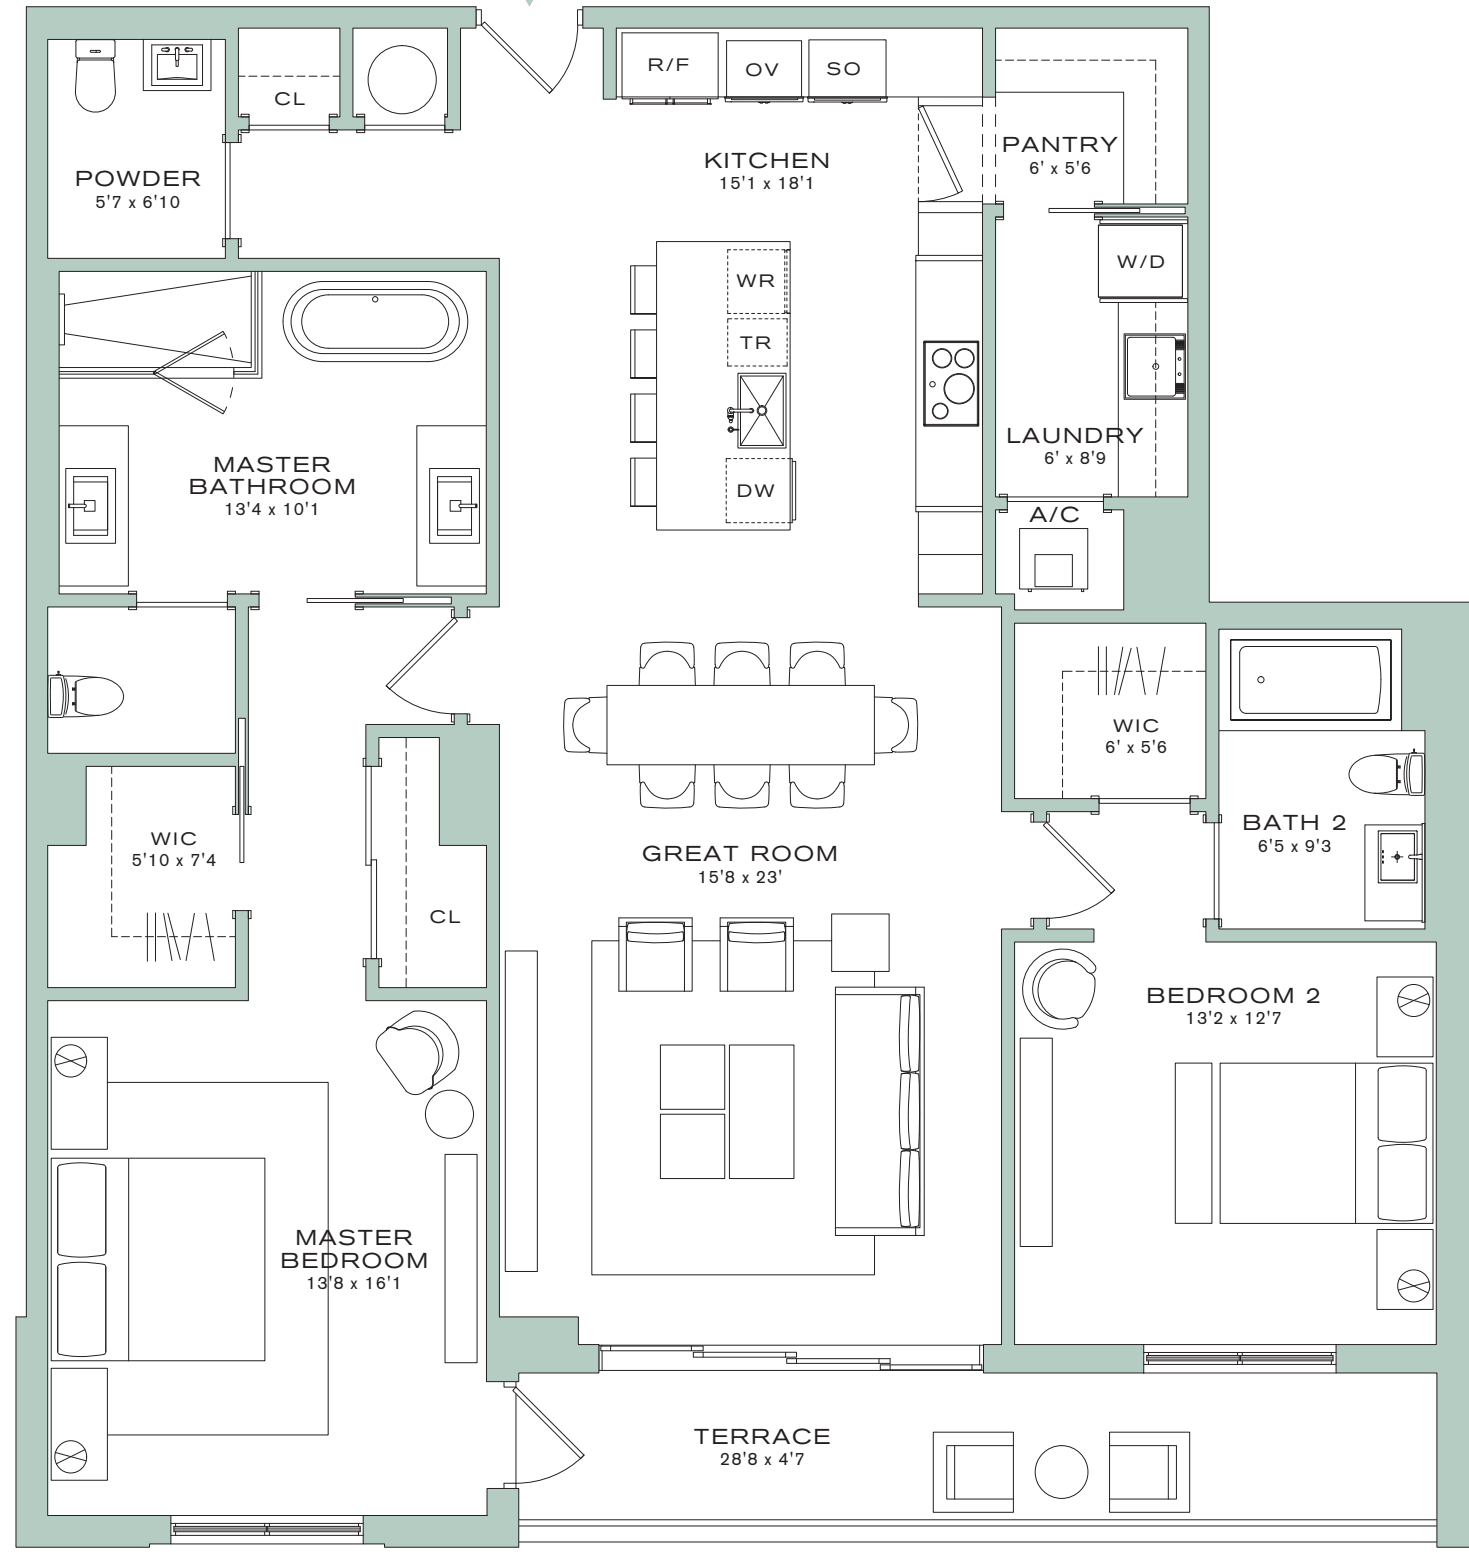 R/F
OV
SO
CL
PANTRY
6' x 5'6
KITCHEN
15'1 x 18'1
POWDER
5'7 x 6'10
W/D
WR
TR
LAUNDRY
6' x 8'9
MASTER
BATHROOM
13'4 x 10'1
DW
A/C
WIC
6' x 5'6
BATH 2
6'5 x 9'3
WIC
5'10 x 7'4
GREAT ROOM
15'8 x 23'
CL
BEDROOM 2
13'2 x 12'7
MASTER
BEDROOM
13'8 x 16'1
TERRACE
28'8 x 4'7